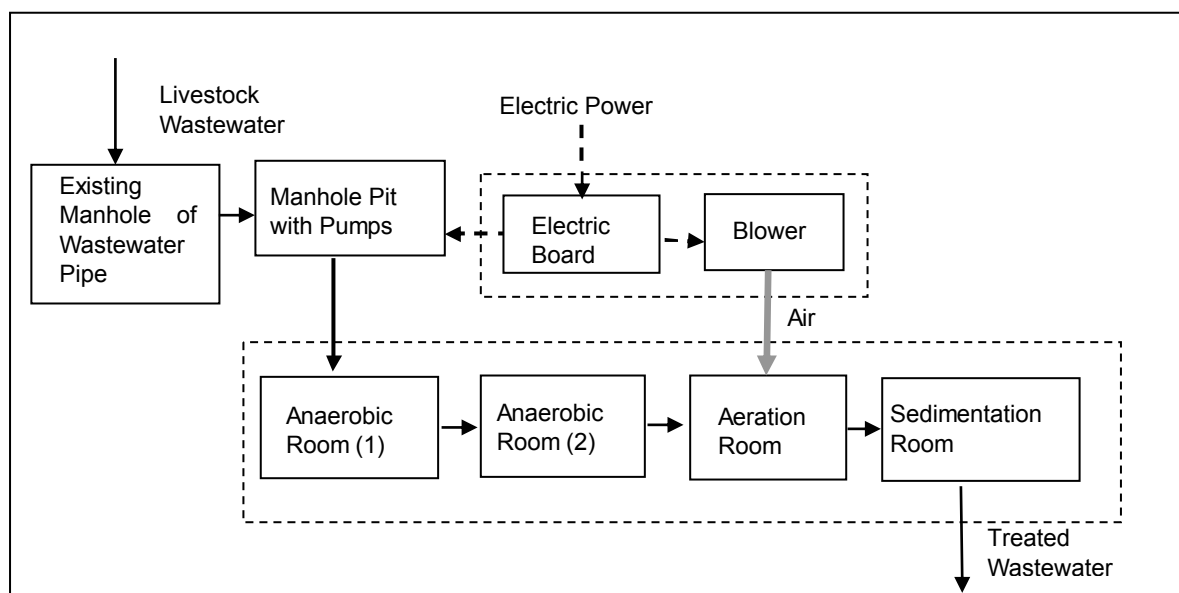 Livestock
Wastewater
Electric Power
Existing
Manhole of
Wastewater
Pipe
Manhole Pit
with Pumps
Electric
Board
Blower
Air
Anaerobic
Room (1)
Anaerobic
Room (2)
Aeration
Room
Sedimentation
Room
Treated
Wastewater